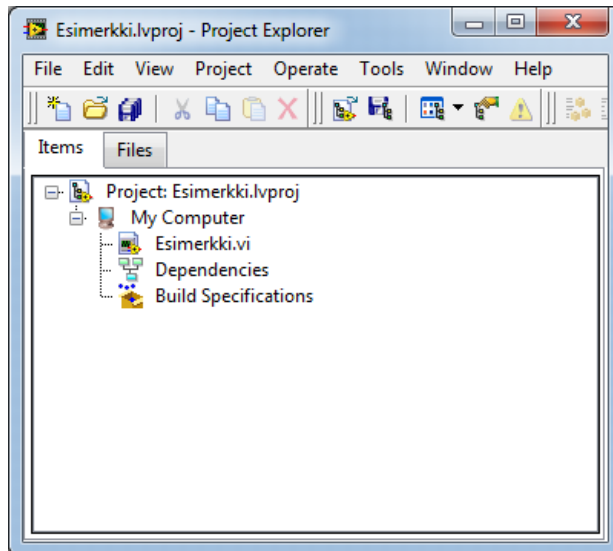 Esimerkki.lvproj - Project Explorer
File Edit View Project Operate Tools Window Help
Items Files
Project: Esimerkki.lvproj
My Computer
Esimerkki.vi
Dependencies
Build Specifications